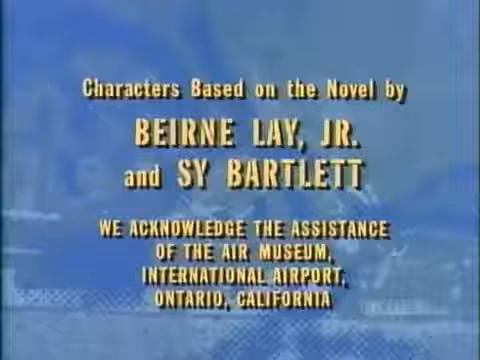 Characters Based on the Novel by
BEIRNE LAY, JR.
and SY BARTLETT
WE ACKNOWLEDGE THE ASSISTANCE
OF THE AIR MUSEUM,
INTERNATIONAL AIRPORT,
ONTARIO, CALIFORNIA